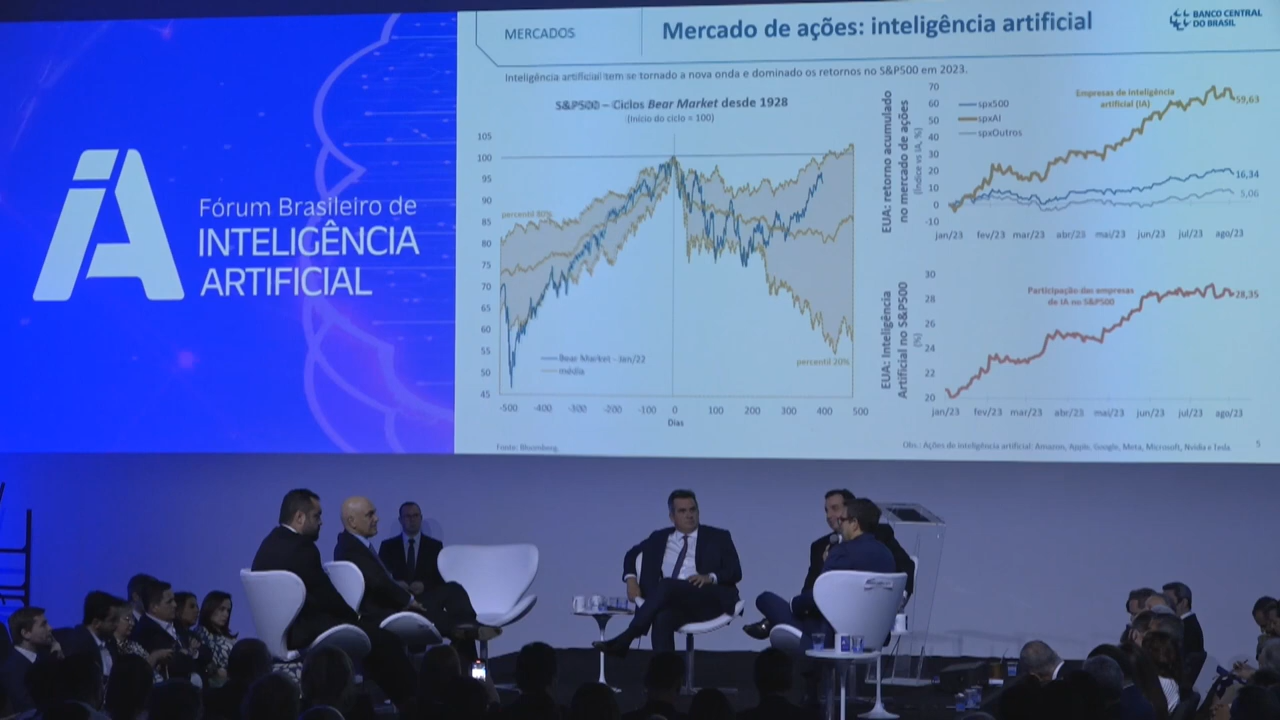 Fórum Brasileiro de
INTELIGÊNCIA
ARTIFICIAL
MERCADOS
Mercado de ações: inteligência artificial
BANCO CENTRAL
DO BRASIL
Inteligência artificial tem se tornado a nova onda e dominado os retornos no S&P500 em 2023.
S&P500 – Ciclos Bear Market desde 1928
(Início do ciclo = 100)
105
100
95
90
85
80
75
70
65
60
55
50
45
percentil 80%
percentil 20%
Bear Market - Jan/22
média
-500 -400 -300 -200 -100 0 100 200 300 400 500
Dias
Fonte: Bloomberg
EUA: retorno acumulado
no mercado de ações
(Índice vs IA, %)
70
60
50
40
30
20
10
0
-10
spx500
spxAI
spxOutros
Empresas de inteligência
artificial (IA)
59,63
16,34
5,06
jan/23 fev/23 mar/23 abr/23 mai/23 jun/23 jul/23 ago/23
EUA: Inteligência
Artificial no S&P500
(%)
30
28
26
24
22
20
Participação das empresas
de IA no S&P500
28,35
jan/23 fev/23 mar/23 abr/23 mai/23 jun/23 jul/23 ago/23
Obs.: Ações de inteligência artificial: Amazon, Apple, Google, Meta, Microsoft, Nvidia e Tesla.
5